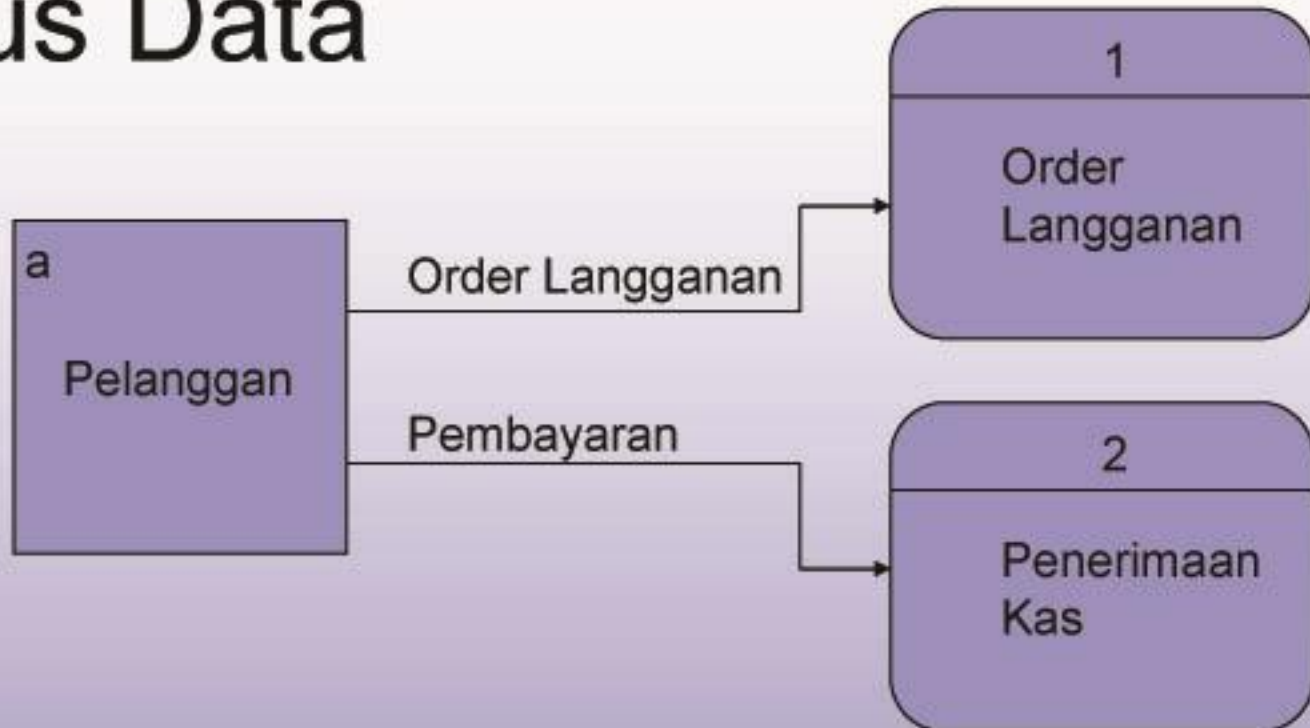 us Data
a
Pelanggan
Order Langganan
Pembayaran
1
Order
Langganan
2
Penerimaan
Kas